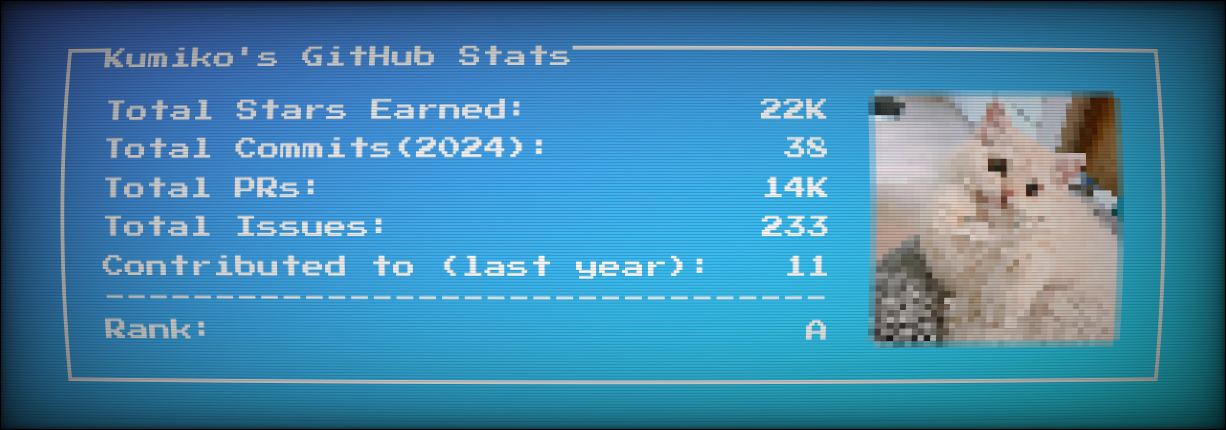 Kumiko's GitHub Stats
Total Stars Earned: 22K
Total Commits(2024): 38
Total PRs: 14K
Total Issues: 233
Contributed to (last year): 11
Rank: A